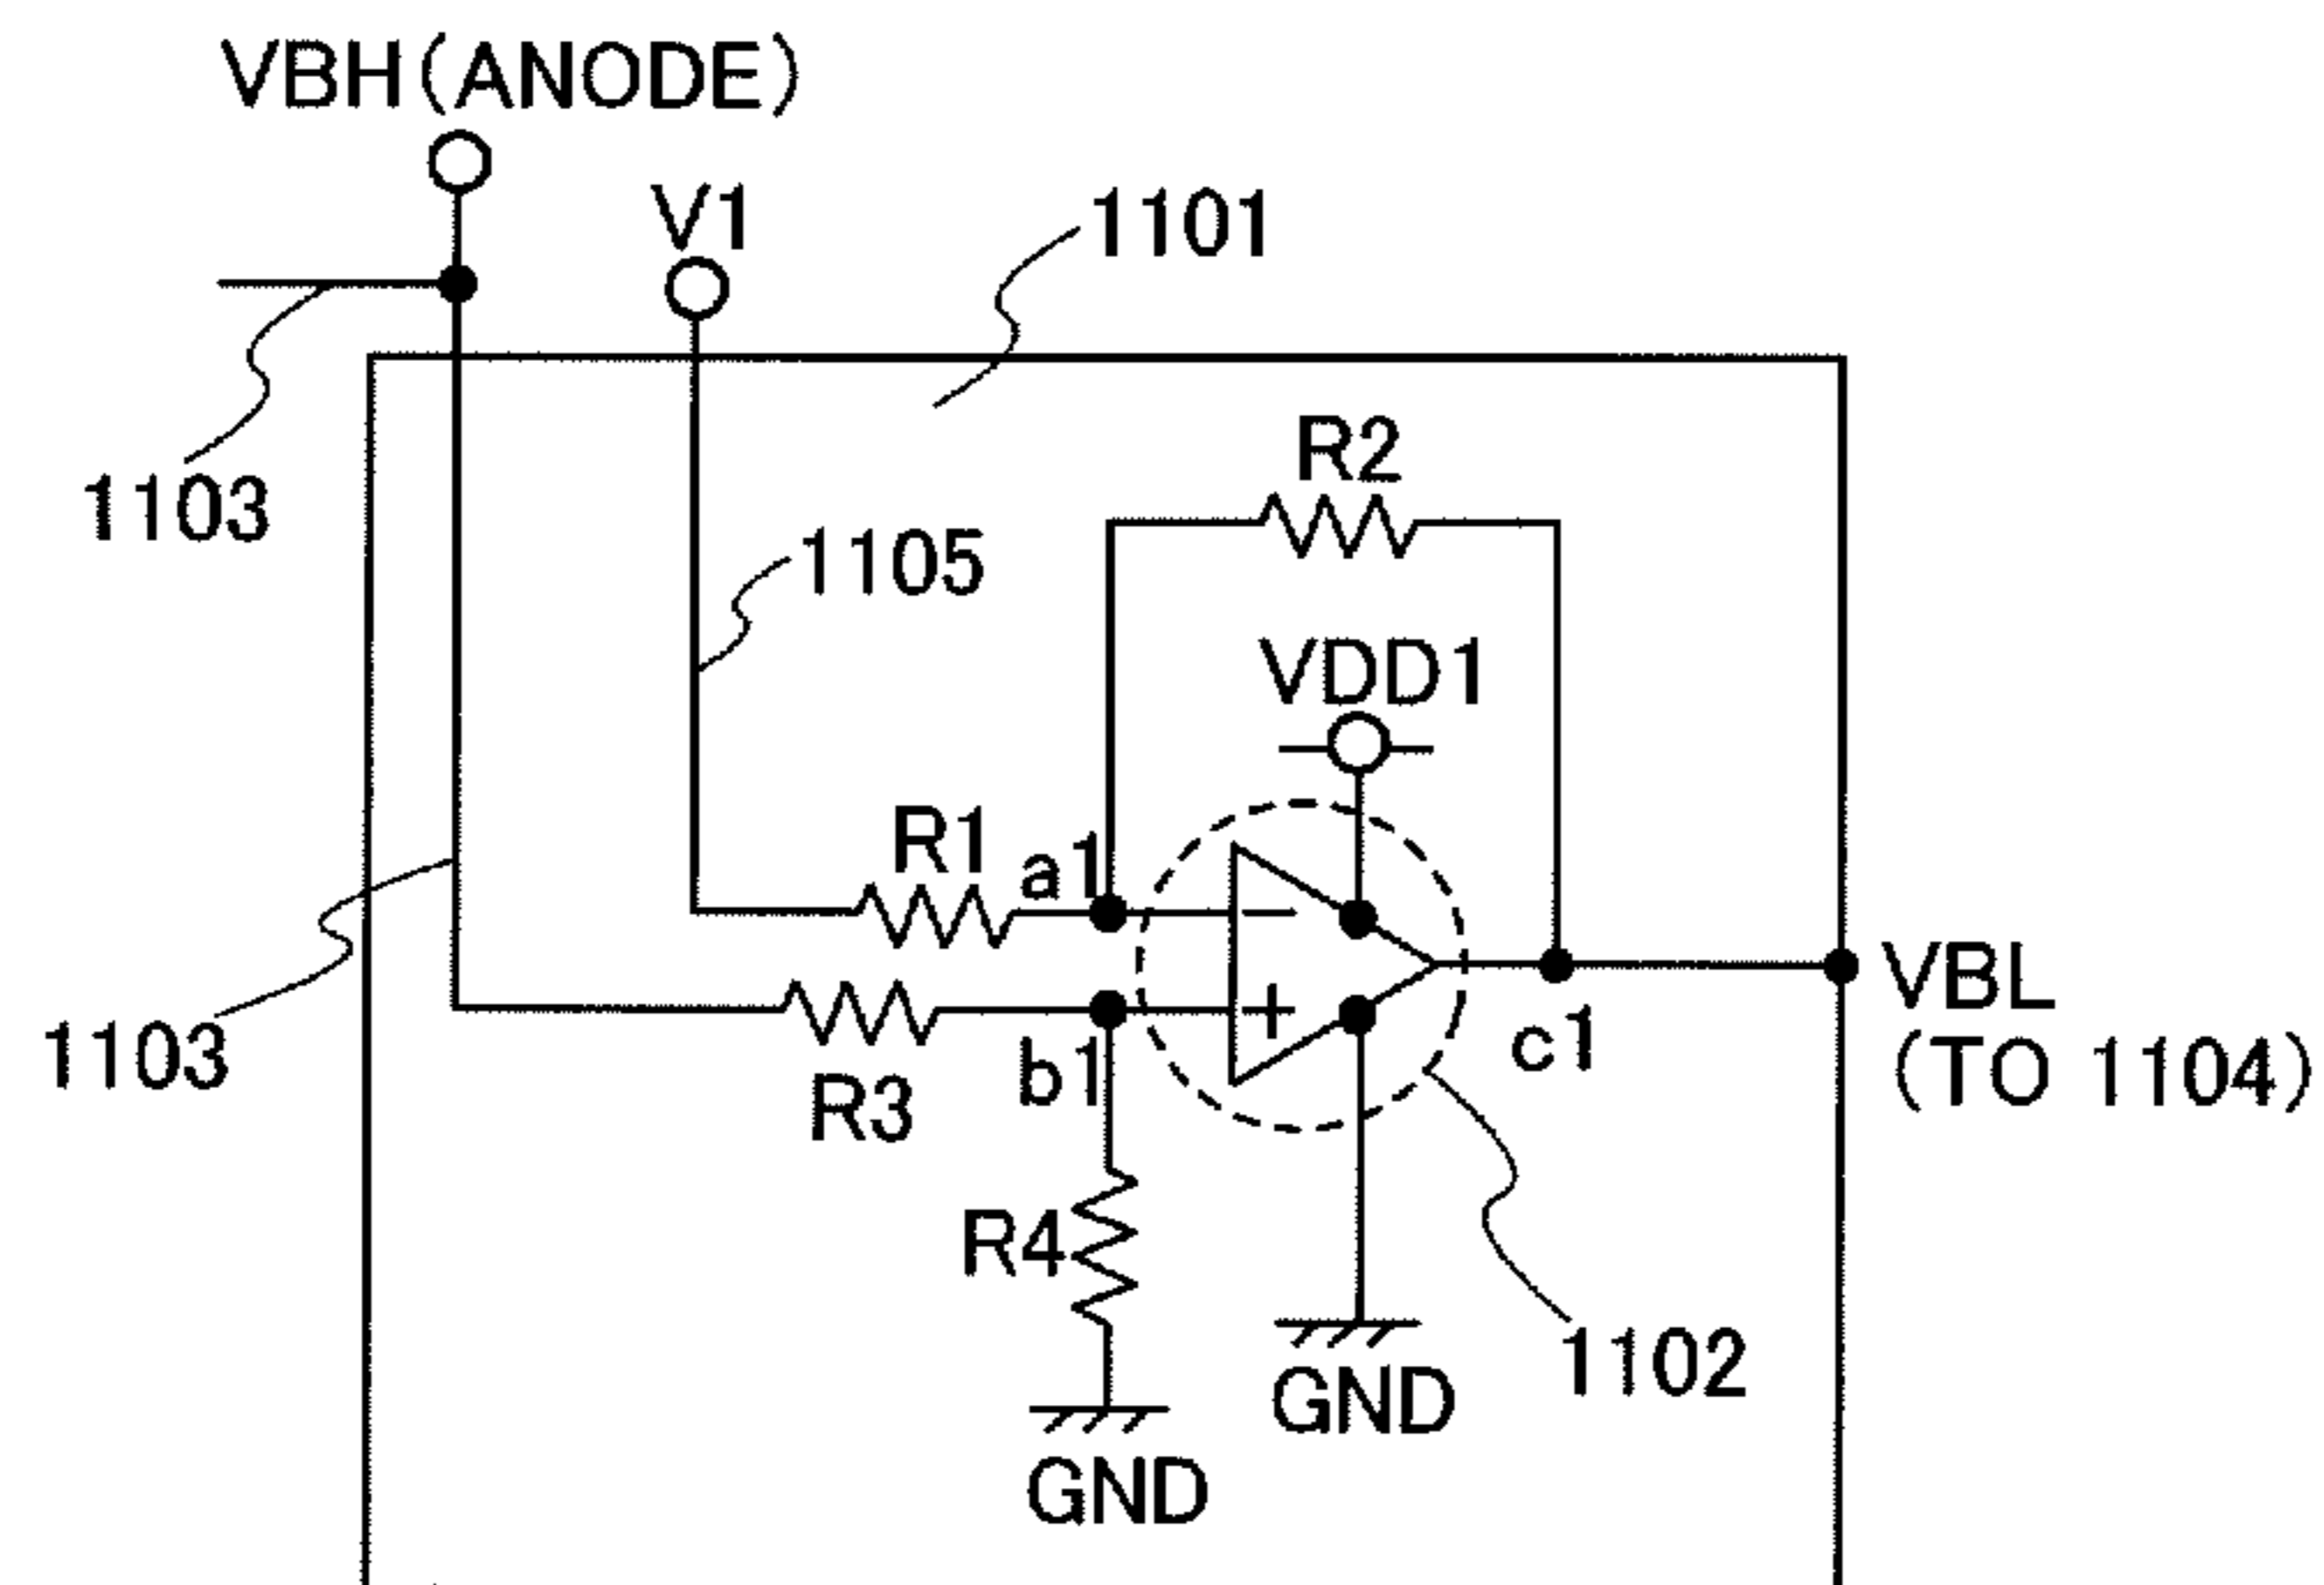 VBH(ANODE)
V1
1101
R2
1103
1105
VDD1
R1
a1
VBL
(TO 1104)
1103
R3
b1
c1
R4
1102
GND
GND